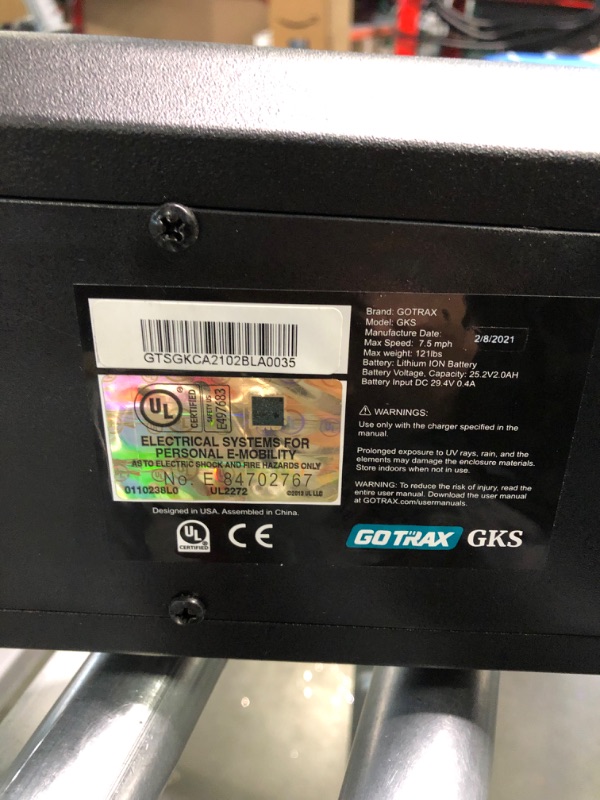 GTSGKCA2102BLA0035
UL
CERTIFIED
SAFETY US
E497683
ELECTRICAL SYSTEMS FOR
PERSONAL E-MOBILITY
AS TO ELECTRIC SHOCK AND FIRE HAZARDS ONLY
No. E 84702767
0110238L0 UL2272 ©2013 UL LLC
Designed in USA. Assembled in China.
UL
CERTIFIED
CE
Brand: GOTRAX
Model: GKS
Manufacture Date: 2/8/2021
Max Speed: 7.5 mph
Max weight: 121lbs
Battery: Lithium ION Battery
Battery Voltage, Capacity: 25.2V2.0AH
Battery Input DC 29.4V 0.4A
⚠ WARNINGS:
Use only with the charger specified in the
manual.
Prolonged exposure to UV rays, rain, and the
elements may damage the enclosure materials.
Store indoors when not in use.
WARNING: To reduce the risk of injury, read the
entire user manual. Download the user manual
at GOTRAX.com/usermanuals.
GOTRAX GKS